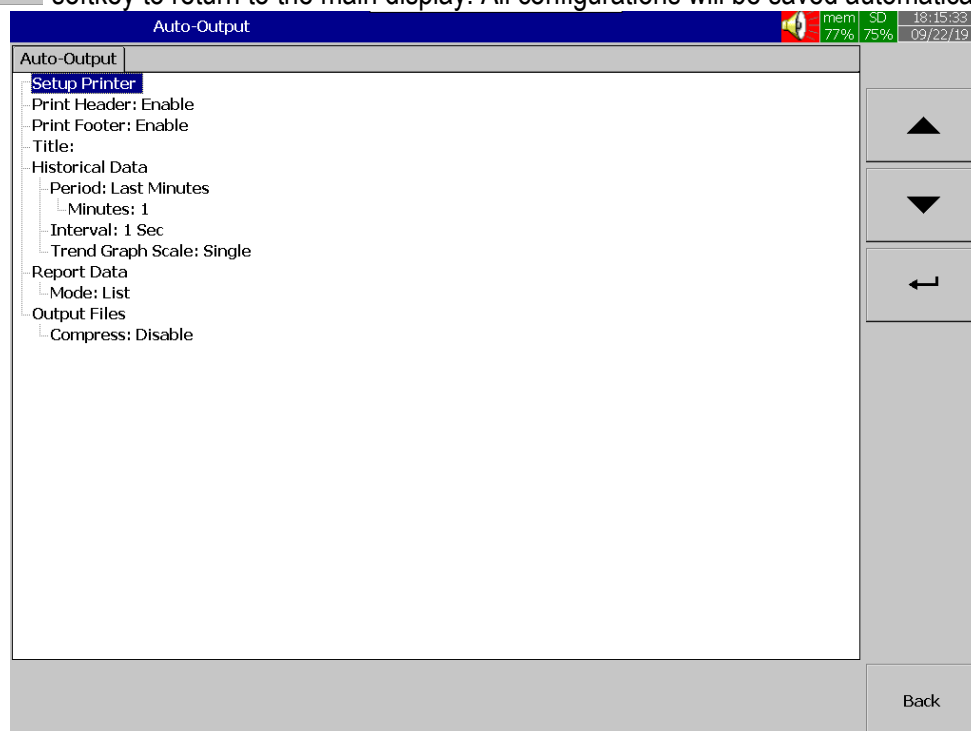 softkey to return to the main display. All configurations will be saved automatica
Auto-Output
mem SD 18:15:33
77% 75% 09/22/19
Auto-Output
Setup Printer
Print Header: Enable
Print Footer: Enable
Title:
Historical Data
Period: Last Minutes
Minutes: 1
Interval: 1 Sec
Trend Graph Scale: Single
Report Data
Mode: List
Output Files
Compress: Disable
Back